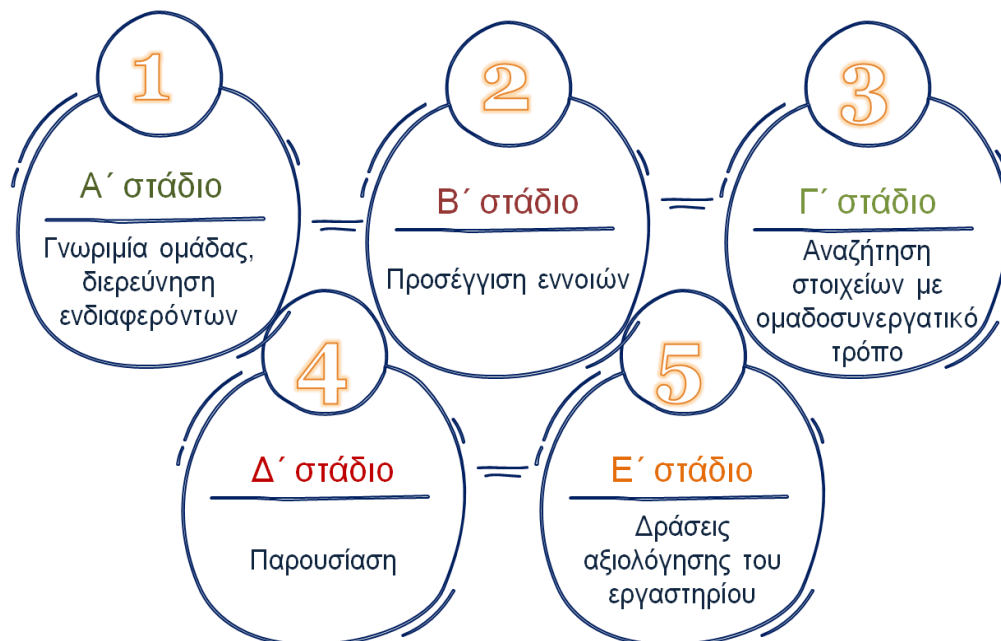 1
Α΄ στάδιο
Γνωριμία ομάδας,
διερεύνηση
ενδιαφερόντων
2
Β΄ στάδιο
Προσέγγιση εννοιών
3
Γ΄ στάδιο
Αναζήτηση
στοιχείων με
ομαδοσυνεργατικό
τρόπο
4
Δ΄ στάδιο
Παρουσίαση
5
Ε΄ στάδιο
Δράσεις
αξιολόγησης του
εργαστηρίου